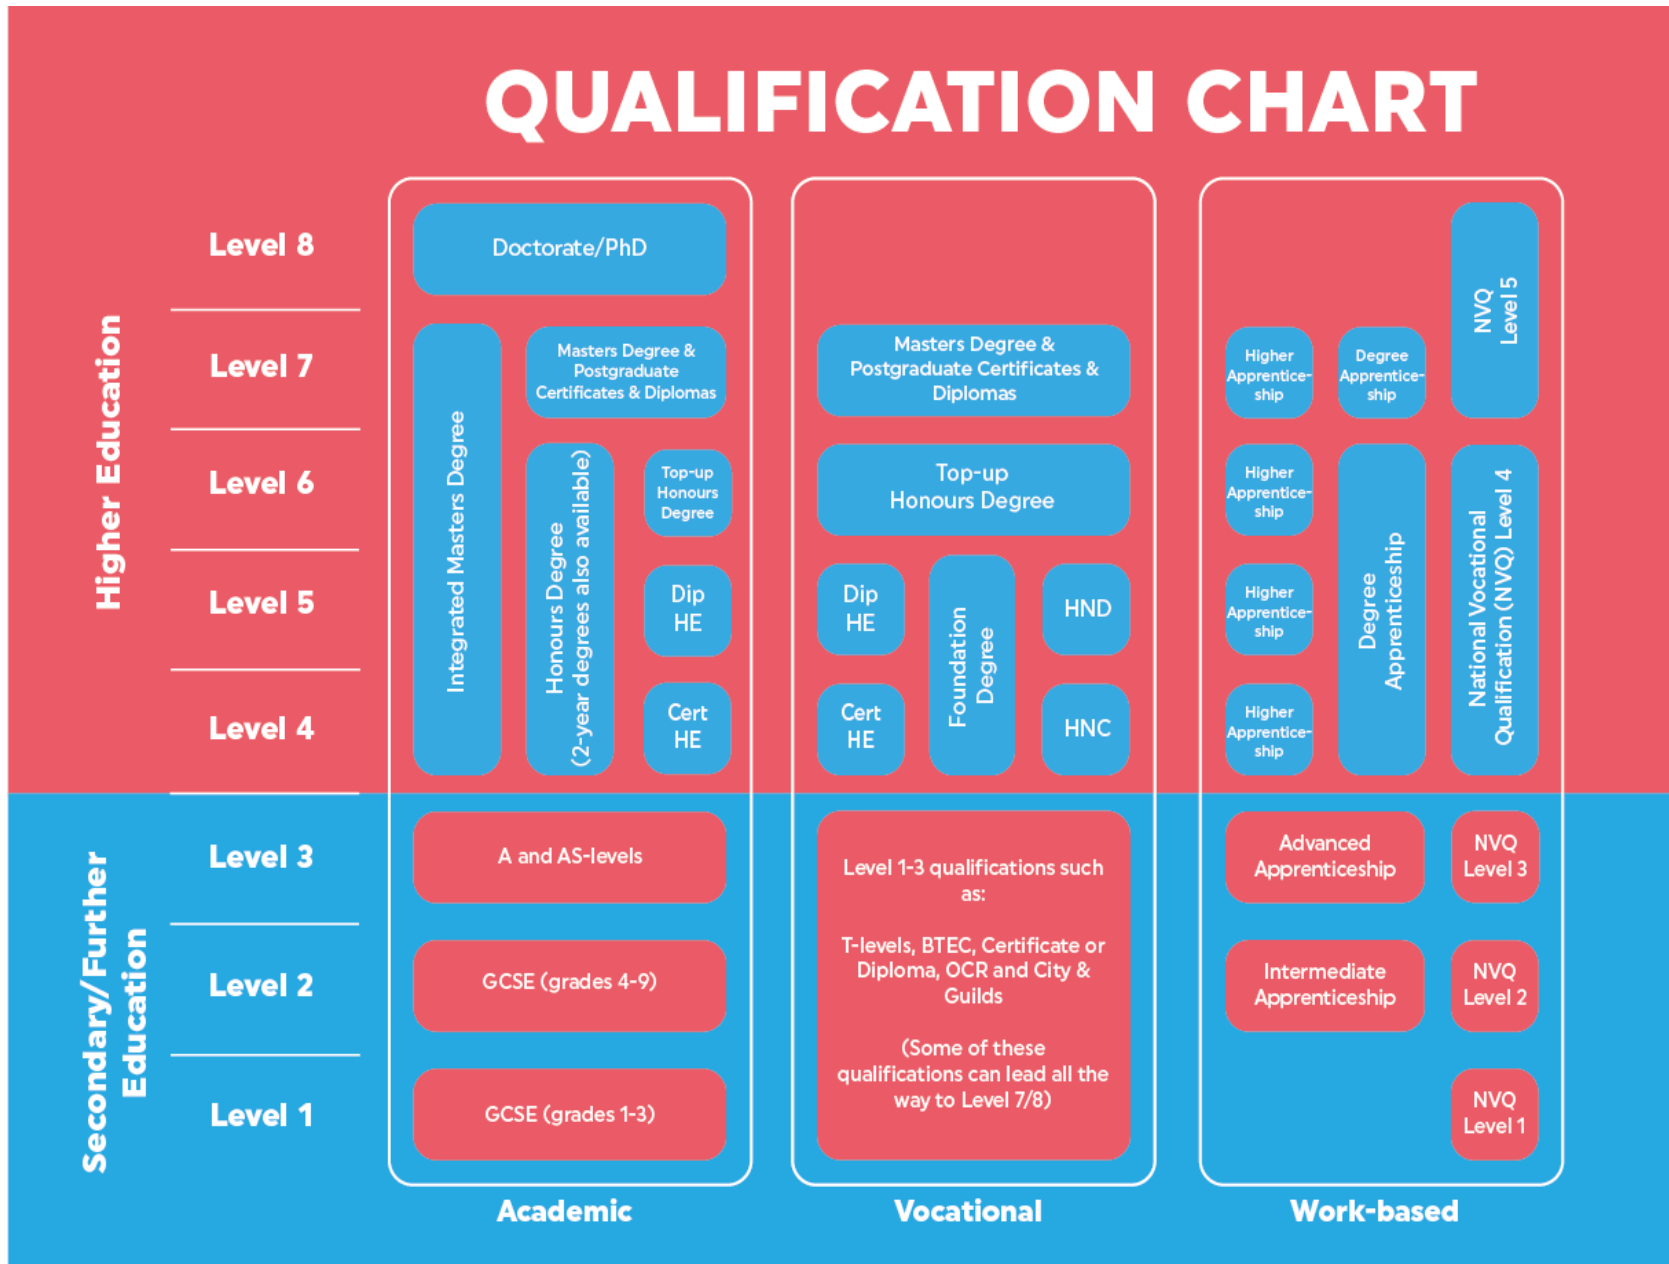 QUALIFICATION CHART
Higher Education
Level 8
Level 7
Level 6
Level 5
Level 4
Secondary/Further
Education
Level 3
Level 2
Level 1
Doctorate/PhD
Integrated Masters Degree
Masters Degree &
Postgraduate
Certificates & Diplomas
Honours Degree
(2-year degrees also available)
Top-up
Honours
Degree
Dip
HE
Cert
HE
A and AS-levels
GCSE (grades 4-9)
GCSE (grades 1-3)
Academic
Masters Degree &
Postgraduate Certificates &
Diplomas
Top-up
Honours Degree
Dip
HE
Foundation
Degree
HND
Cert
HE
HNC
Level 1-3 qualifications such
as:
T-levels, BTEC, Certificate or
Diploma, OCR and City &
Guilds
(Some of these
qualifications can lead all the
way to Level 7/8)
Vocational
NVQ
Level 5
Higher
Apprentice-
ship
Degree
Apprentice-
ship
Higher
Apprentice-
ship
Degree
Apprenticeship
National Vocational
Qualification (NVQ) Level 4
Higher
Apprentice-
ship
Higher
Apprentice-
ship
Advanced
Apprenticeship
NVQ
Level 3
Intermediate
Apprenticeship
NVQ
Level 2
NVQ
Level 1
Work-based